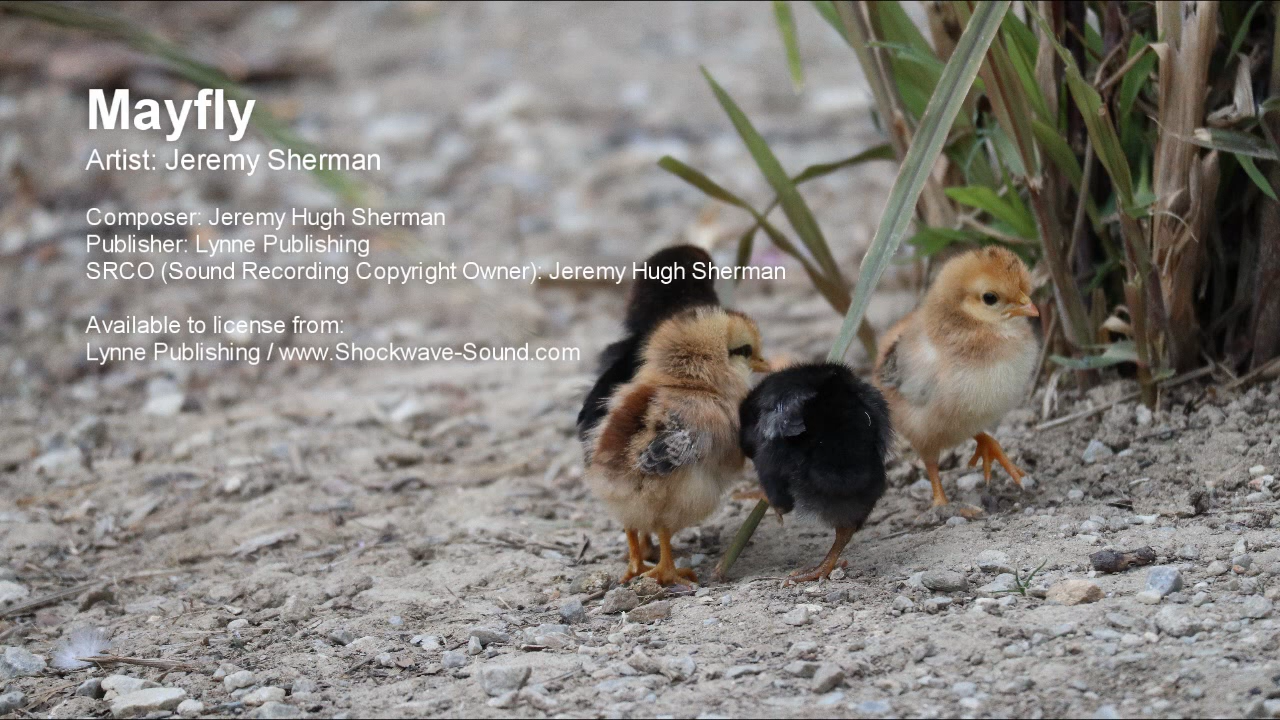 Mayfly
Artist: Jeremy Sherman
Composer: Jeremy Hugh Sherman
Publisher: Lynne Publishing
SRCO (Sound Recording Copyright Owner): Jeremy Hugh Sherman
Available to license from:
Lynne Publishing / www.Shockwave-Sound.com